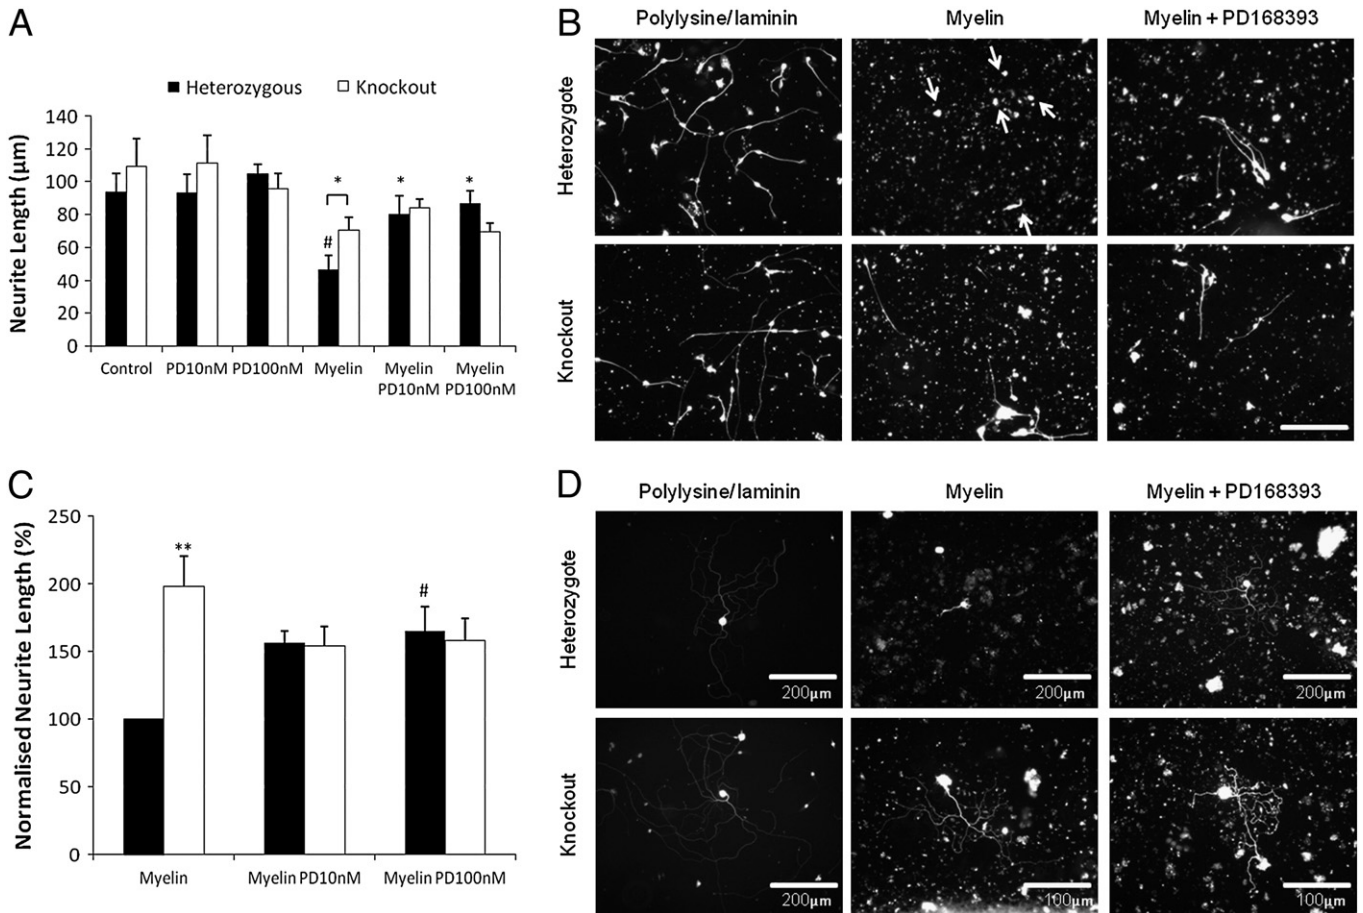 A
Heterozygous
Knockout
Neurite Length (µm)
140
120
100
80
60
40
20
0
*
*
*
#
Control
PD10nM
PD100nM
Myelin
Myelin
PD10nM
Myelin
PD100nM
B
Polylysine/laminin
Myelin
Myelin + PD168393
Heterozygote
Knockout
C
Normalised Neurite Length (%)
250
200
150
100
50
0
**
#
Myelin
Myelin PD10nM
Myelin PD100nM
D
Polylysine/laminin
Myelin
Myelin + PD168393
Heterozygote
200µm
200µm
200µm
Knockout
200µm
100µm
100µm